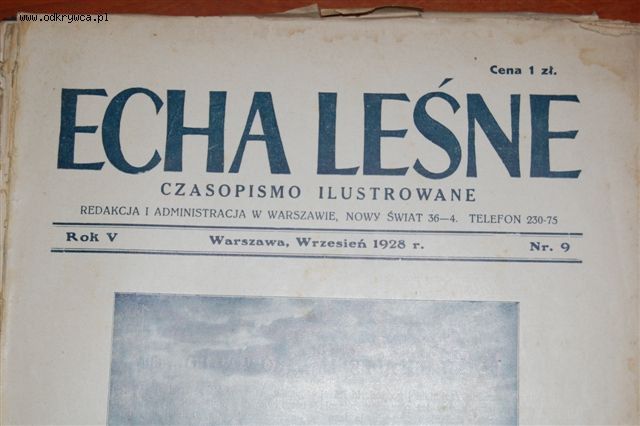 www.odkrywca.pl
Cena 1 zł.
ECHA LEŚNE
CZASOPISMO ILUSTROWANE
REDAKCJA I ADMINISTRACJA W WARSZAWIE, NOWY ŚWIAT 36—4. TELEFON 230-75
Rok V Warszawa, Wrzesień 1928 r. Nr. 9